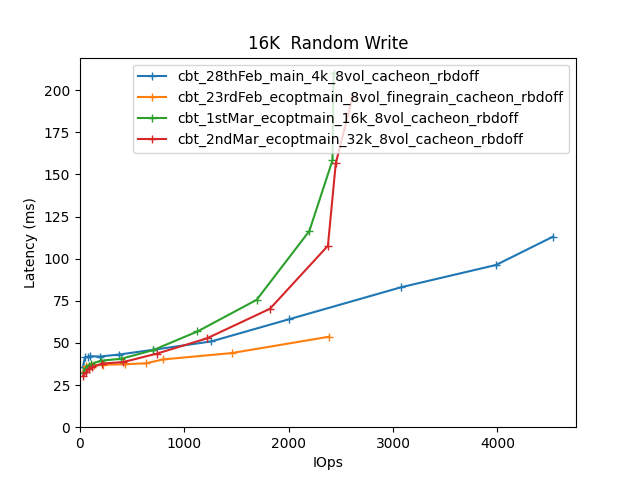 16K  Random Write
cbt_28thFeb_main_4k_8vol_cacheon_rbdoff
cbt_23rdFeb_ecoptmain_8vol_finegrain_cacheon_rbdoff
cbt_1stMar_ecoptmain_16k_8vol_cacheon_rbdoff
cbt_2ndMar_ecoptmain_32k_8vol_cacheon_rbdoff
Latency (ms)
200
175
150
125
100
75
50
25
0
0 1000 2000 3000 4000
IOps